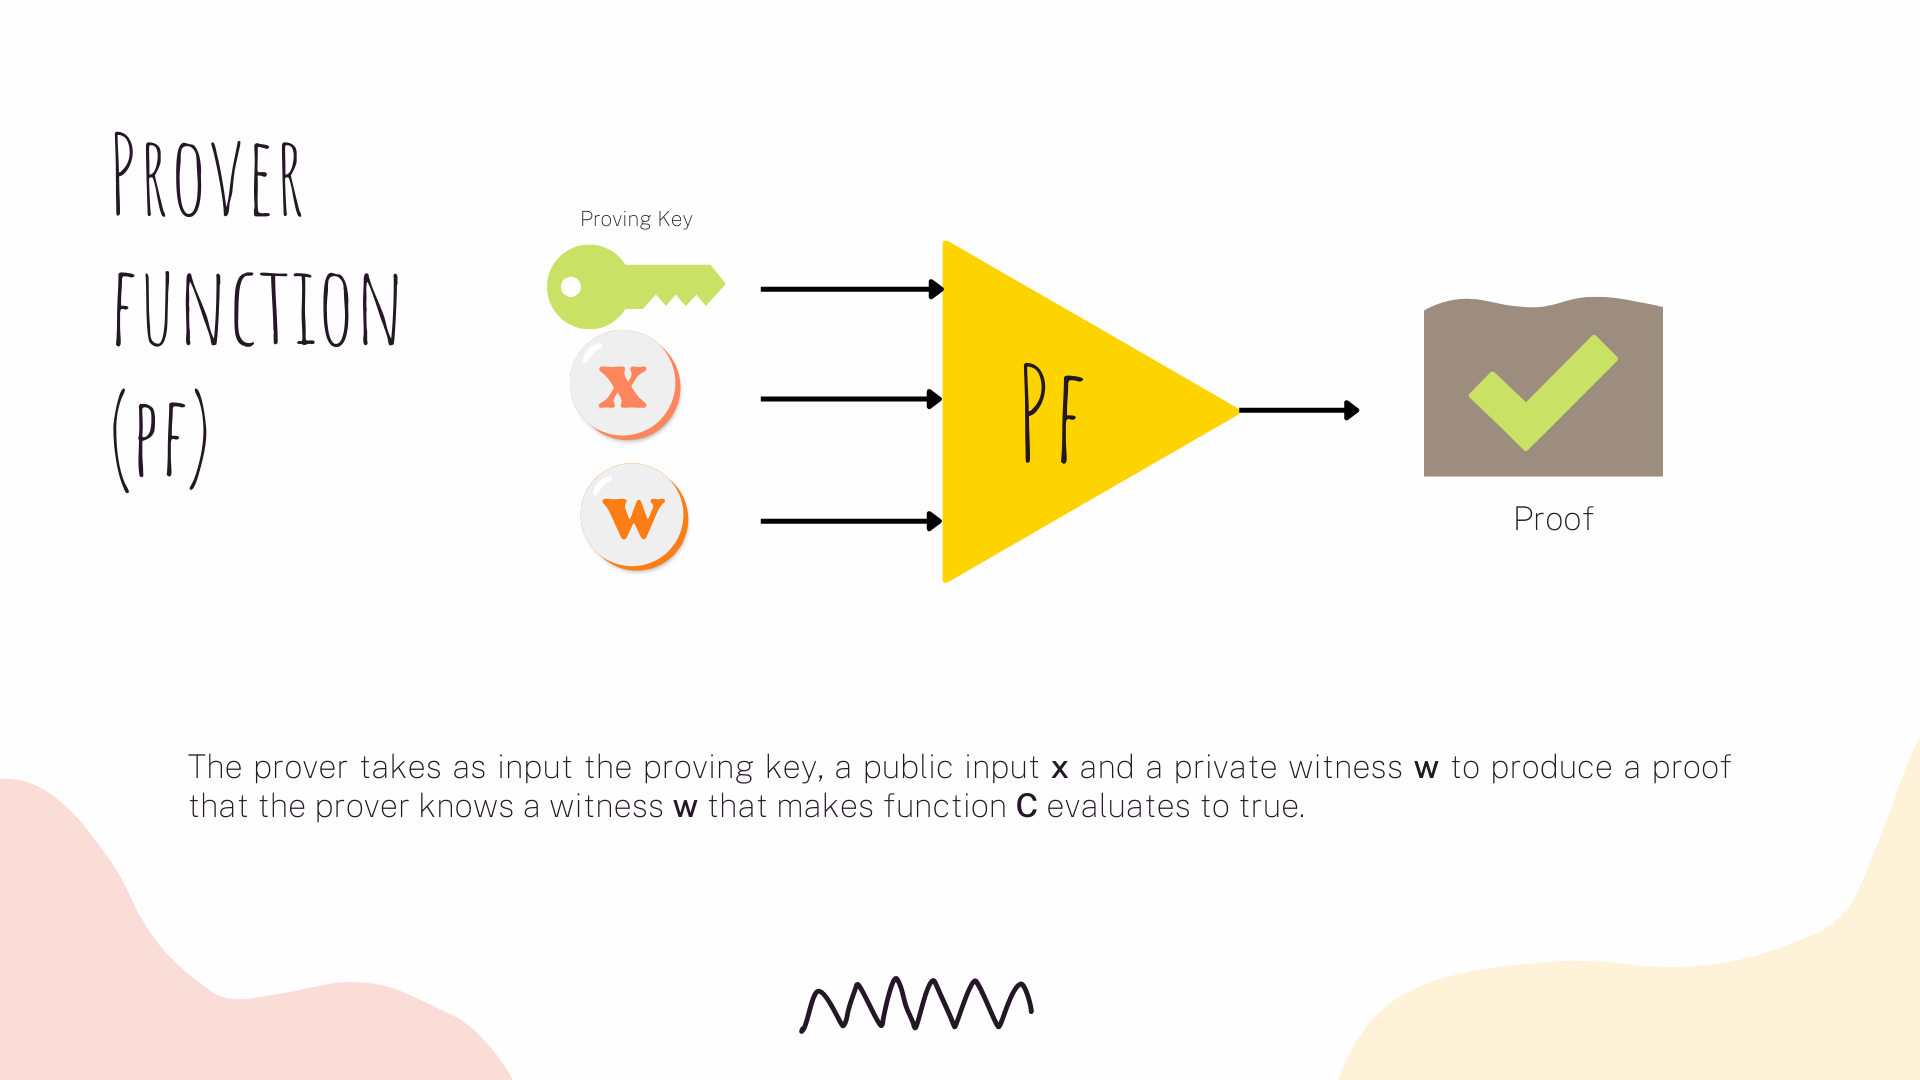 Prover
function
(PF)
Proving Key
x
w
PF
Proof
The prover takes as input the proving key, a public input x and a private witness w to produce a proof
that the prover knows a witness w that makes function C evaluates to true.